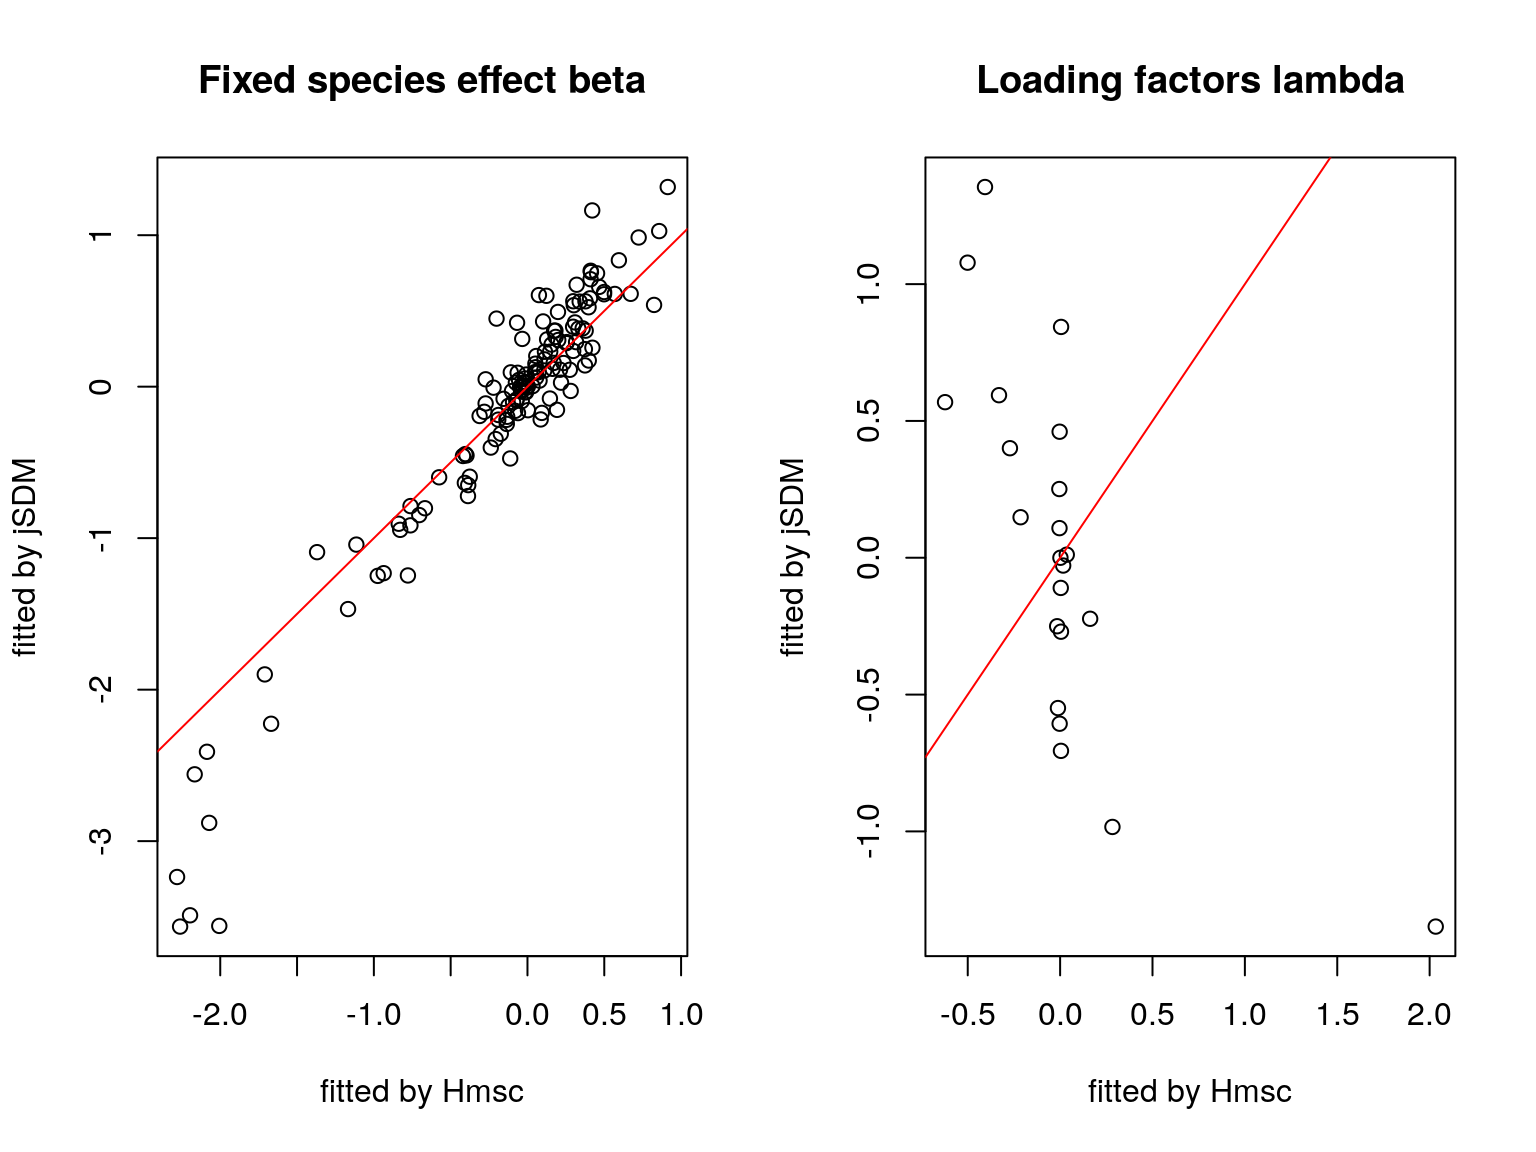 Fixed species effect beta
fitted by jSDM
1
0
-1
-2
-3
-2.0 -1.0 0.0 0.5 1.0
fitted by Hmsc
Loading factors lambda
fitted by jSDM
1.0
0.5
0.0
-0.5
-1.0
-0.5 0.0 0.5 1.0 1.5 2.0
fitted by Hmsc